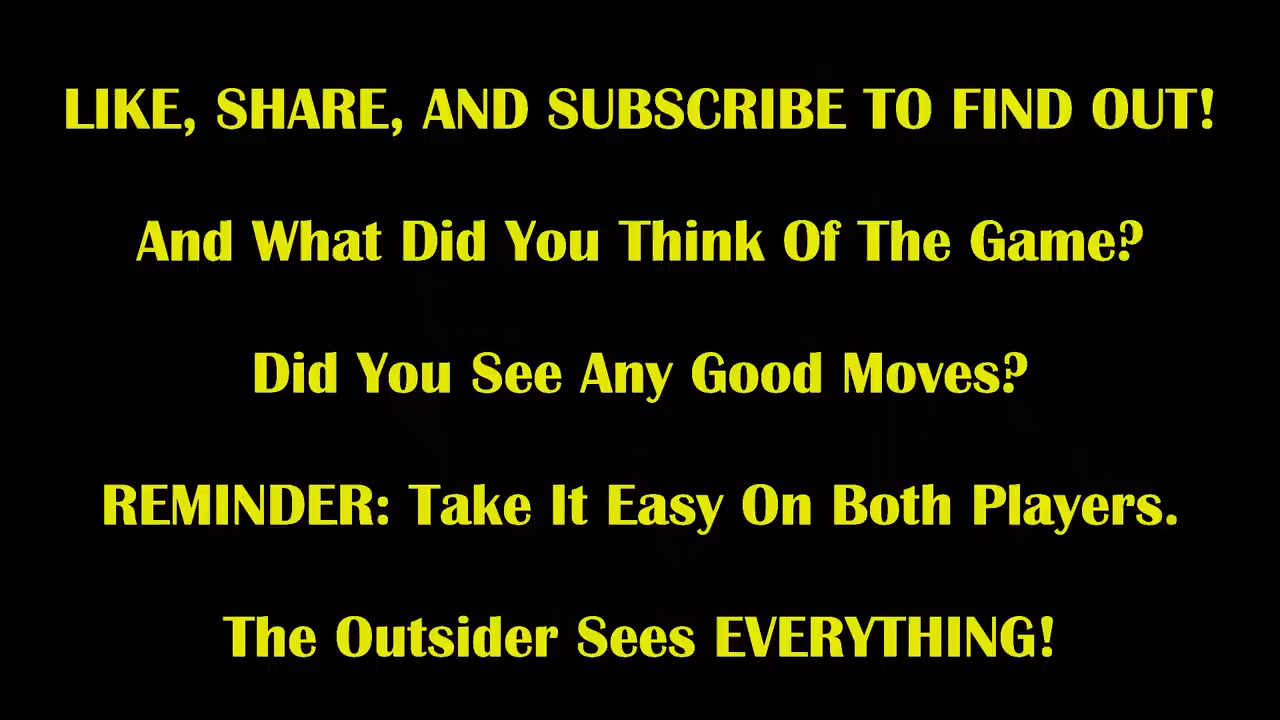 LIKE, SHARE, AND SUBSCRIBE TO FIND OUT!
And What Did You Think Of The Game?
Did You See Any Good Moves?
REMINDER: Take It Easy On Both Players.
The Outsider Sees EVERYTHING!